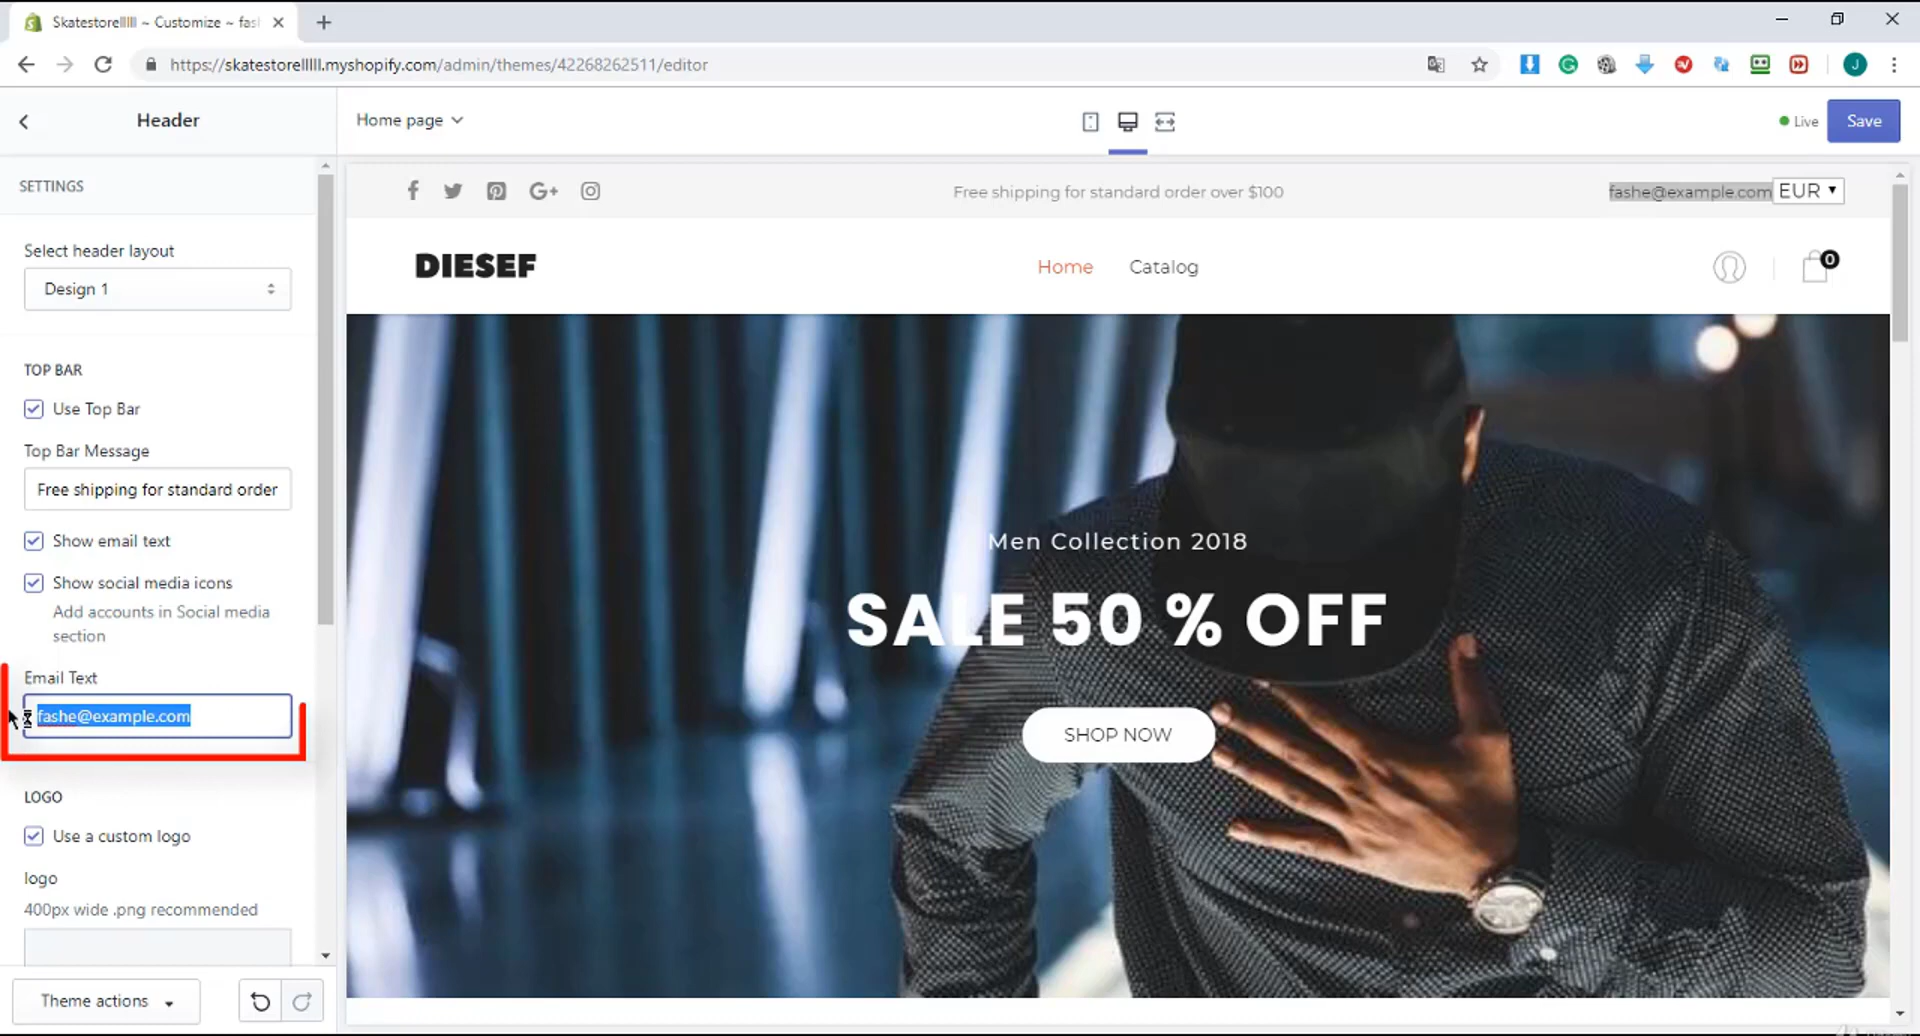 Skatestorelllll ~ Customize ~ fas
https://skatestorelllll.myshopify.com/admin/themes/42268262511/editor
J
Header
Home page
Live
Save
SETTINGS
Select header layout
Design 1
TOP BAR
Use Top Bar
Top Bar Message
Free shipping for standard order
Show email text
Show social media icons
Add accounts in Social media
section
Email Text
fashe@example.com
LOGO
Use a custom logo
logo
400px wide .png recommended
Theme actions
Free shipping for standard order over $100
fashe@example.com
EUR
DIESEF
Home
Catalog
0
Men Collection 2018
SALE 50 % OFF
SHOP NOW